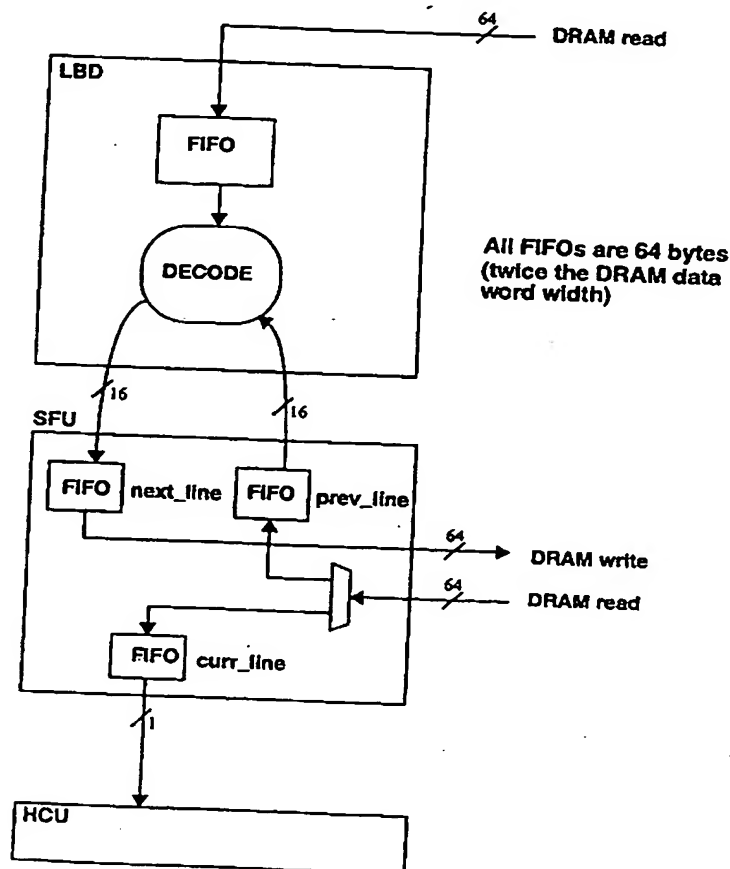 64
DRAM read
LBD
FIFO
DECODE
All FIFOs are 64 bytes
(twice the DRAM data
word width)
16
16
SFU
FIFO
next_line
FIFO
prev_line
64
DRAM write
64
DRAM read
FIFO
curr_line
1
HCU